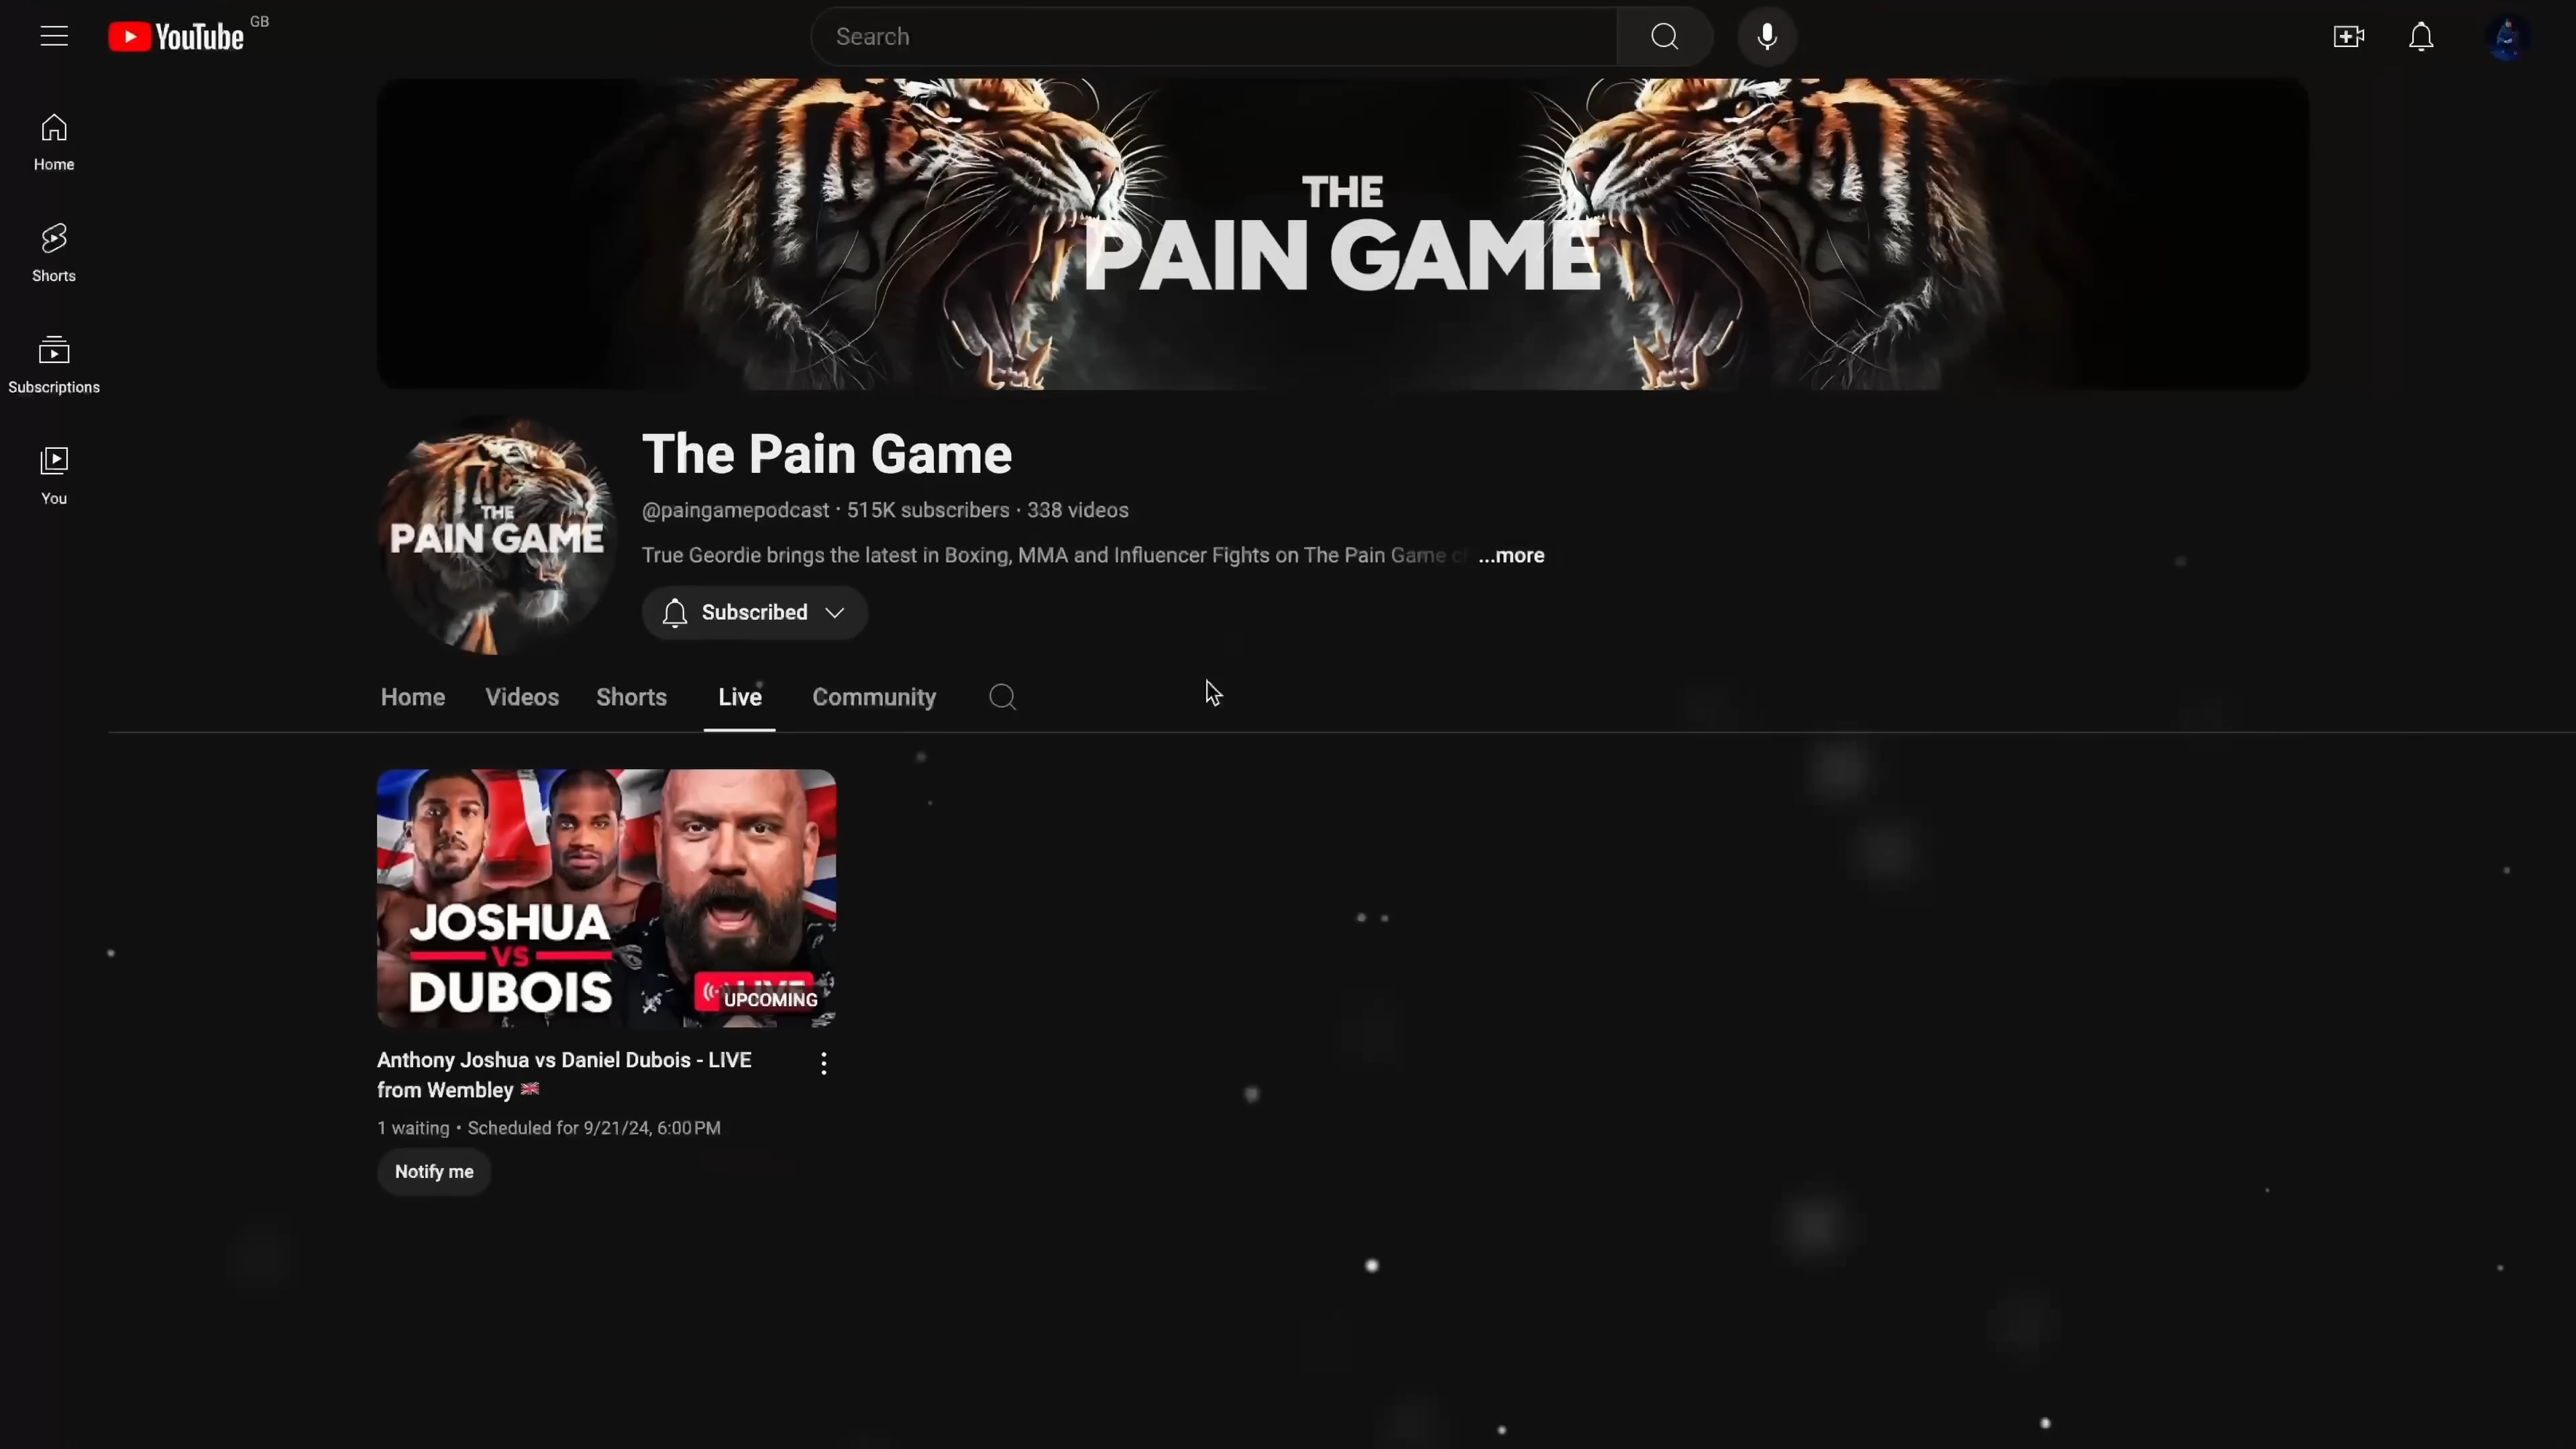 YouTube GB
Search
Home
Shorts
Subscriptions
You
THE
PAIN GAME
THE
PAIN GAME
The Pain Game
@paingamepodcast · 515K subscribers · 338 videos
True Geordie brings the latest in Boxing, MMA and Influencer Fights on The Pain Game ...more
Subscribed
Home Videos Shorts Live Community
JOSHUA
VS
DUBOIS
LIVE
UPCOMING
Anthony Joshua vs Daniel Dubois - LIVE
from Wembley 🇬🇧
1 waiting • Scheduled for 9/21/24, 6:00 PM
Notify me